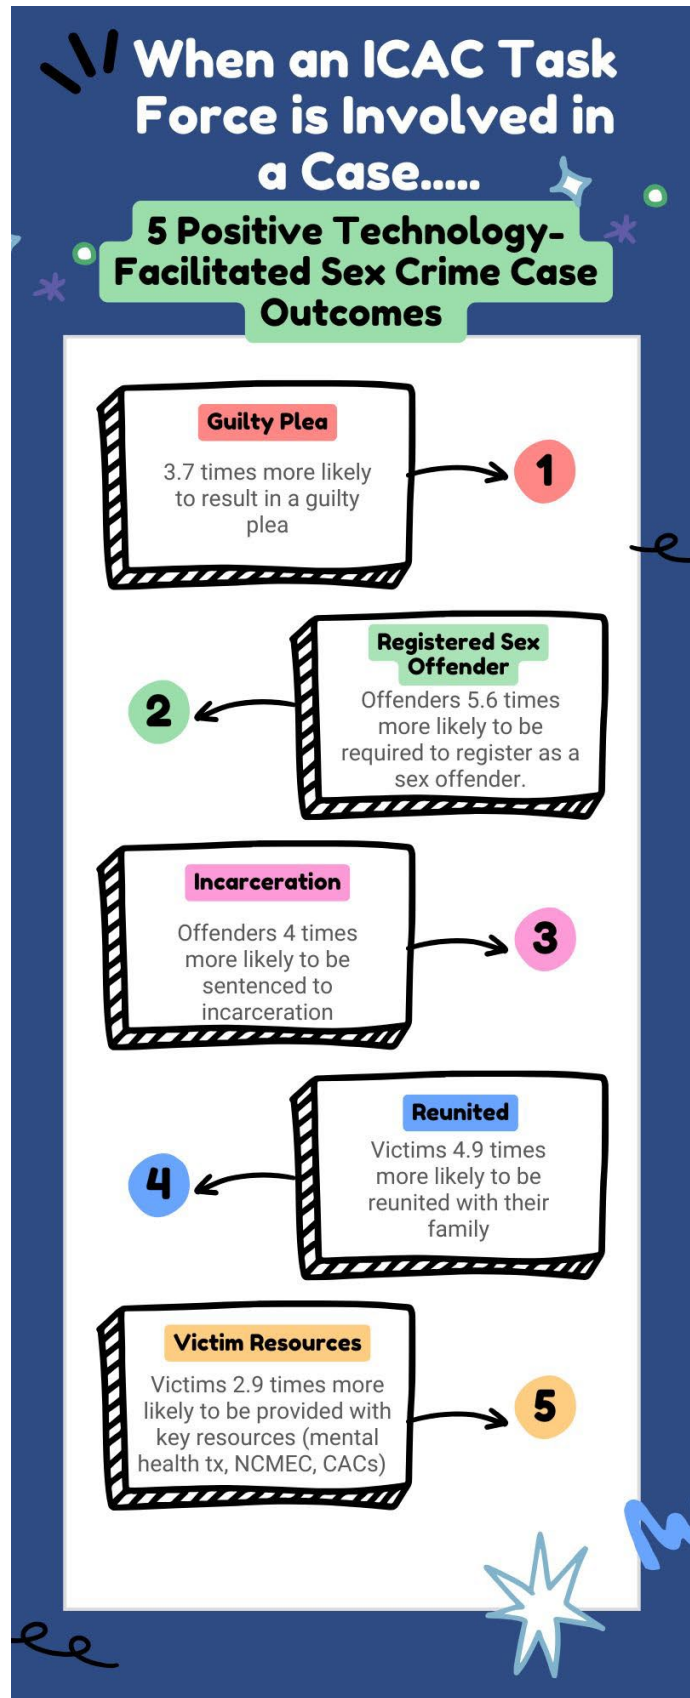 When an ICAC Task
Force is Involved in
a Case.....
5 Positive Technology-
Facilitated Sex Crime Case
Outcomes
Guilty Plea
3.7 times more likely
to result in a guilty
plea
1
Registered Sex
Offender
Offenders 5.6 times
more likely to be
required to register as a
sex offender.
2
Incarceration
Offenders 4 times
more likely to be
sentenced to
incarceration
3
Reunited
Victims 4.9 times
more likely to be
reunited with their
family
4
Victim Resources
Victims 2.9 times more
likely to be provided with
key resources (mental
health tx, NCMEC, CACs)
5